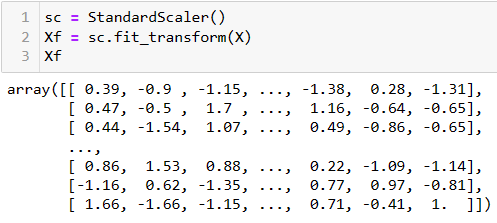 1 sc = StandardScaler()
2 Xf = sc.fit_transform(X)
3 Xf
array([[ 0.39, -0.9 , -1.15, ..., -1.38,  0.28, -1.31],
       [ 0.47, -0.5 ,  1.7 , ...,  1.16, -0.64, -0.65],
       [ 0.44, -1.54,  1.07, ...,  0.49, -0.86, -0.65],
       ...,
       [ 0.86,  1.53,  0.88, ...,  0.22, -1.09, -1.14],
       [-1.16,  0.62, -1.35, ...,  0.77,  0.97, -0.81],
       [ 1.66, -1.66, -1.15, ...,  0.71, -0.41,  1.  ]])